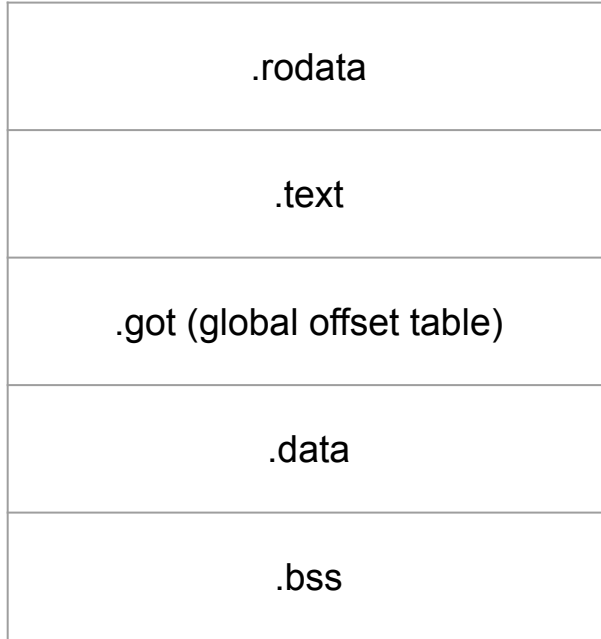 .rodata
.text
.got (global offset table)
.data
.bss